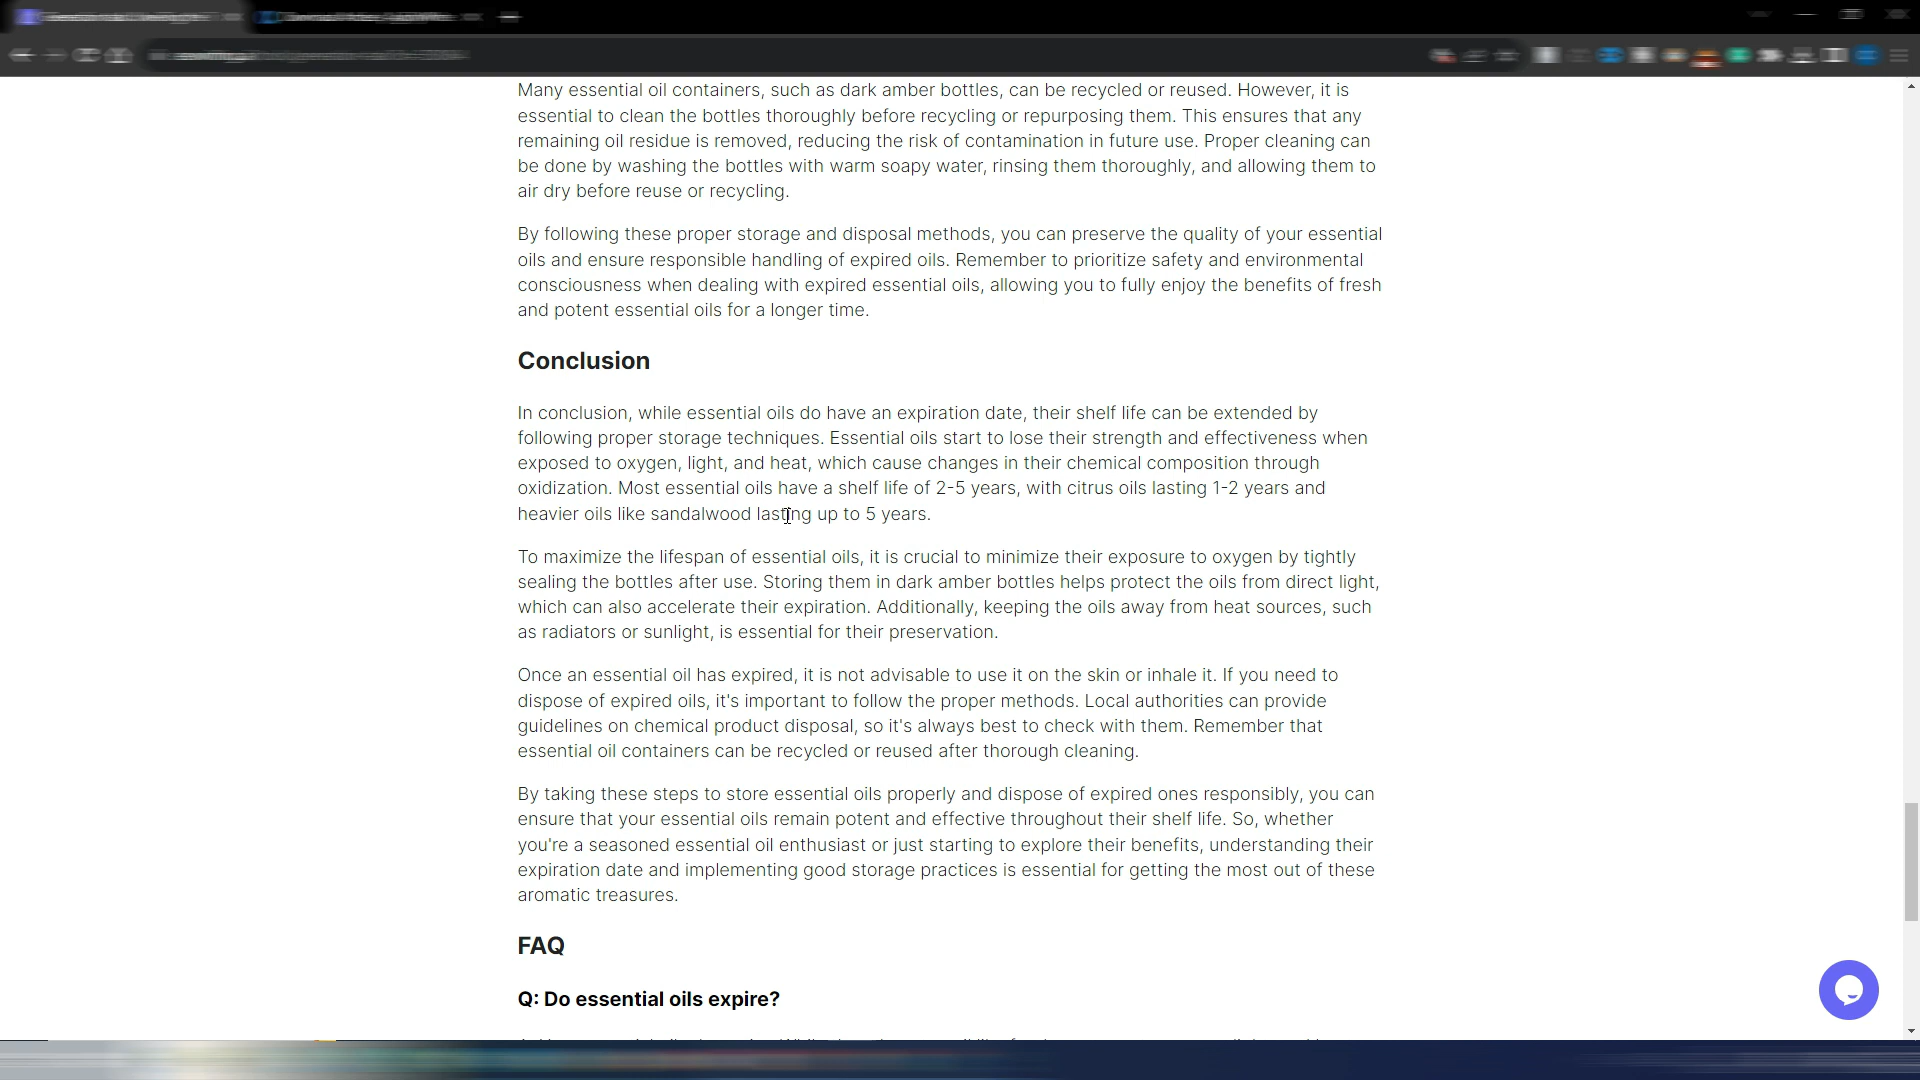 Many essential oil containers, such as dark amber bottles, can be recycled or reused. However, it is
essential to clean the bottles thoroughly before recycling or repurposing them. This ensures that any
remaining oil residue is removed, reducing the risk of contamination in future use. Proper cleaning can
be done by washing the bottles with warm soapy water, rinsing them thoroughly, and allowing them to
air dry before reuse or recycling.
By following these proper storage and disposal methods, you can preserve the quality of your essential
oils and ensure responsible handling of expired oils. Remember to prioritize safety and environmental
consciousness when dealing with expired essential oils, allowing you to fully enjoy the benefits of fresh
and potent essential oils for a longer time.
Conclusion
In conclusion, while essential oils do have an expiration date, their shelf life can be extended by
following proper storage techniques. Essential oils start to lose their strength and effectiveness when
exposed to oxygen, light, and heat, which cause changes in their chemical composition through
oxidization. Most essential oils have a shelf life of 2-5 years, with citrus oils lasting 1-2 years and
heavier oils like sandalwood lasting up to 5 years.
To maximize the lifespan of essential oils, it is crucial to minimize their exposure to oxygen by tightly
sealing the bottles after use. Storing them in dark amber bottles helps protect the oils from direct light,
which can also accelerate their expiration. Additionally, keeping the oils away from heat sources, such
as radiators or sunlight, is essential for their preservation.
Once an essential oil has expired, it is not advisable to use it on the skin or inhale it. If you need to
dispose of expired oils, it's important to follow the proper methods. Local authorities can provide
guidelines on chemical product disposal, so it's always best to check with them. Remember that
essential oil containers can be recycled or reused after thorough cleaning.
By taking these steps to store essential oils properly and dispose of expired ones responsibly, you can
ensure that your essential oils remain potent and effective throughout their shelf life. So, whether
you're a seasoned essential oil enthusiast or just starting to explore their benefits, understanding their
expiration date and implementing good storage practices is essential for getting the most out of these
aromatic treasures.
FAQ
Q: Do essential oils expire?